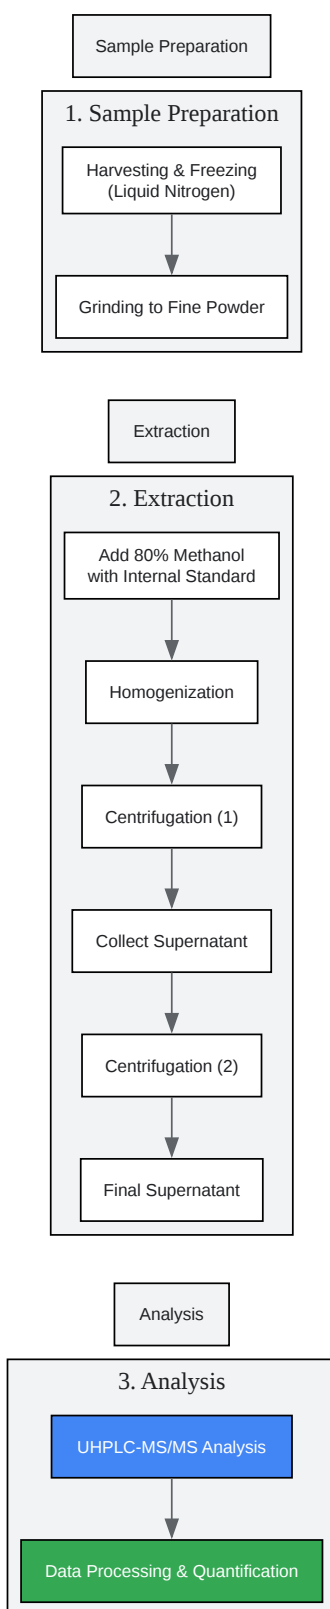 Sample Preparation
1. Sample Preparation
Harvesting & Freezing
(Liquid Nitrogen)
Grinding to Fine Powder
Extraction
2. Extraction
Add 80% Methanol
with Internal Standard
Homogenization
Centrifugation (1)
Collect Supernatant
Centrifugation (2)
Final Supernatant
Analysis
3. Analysis
UHPLC-MS/MS Analysis
Data Processing & Quantification